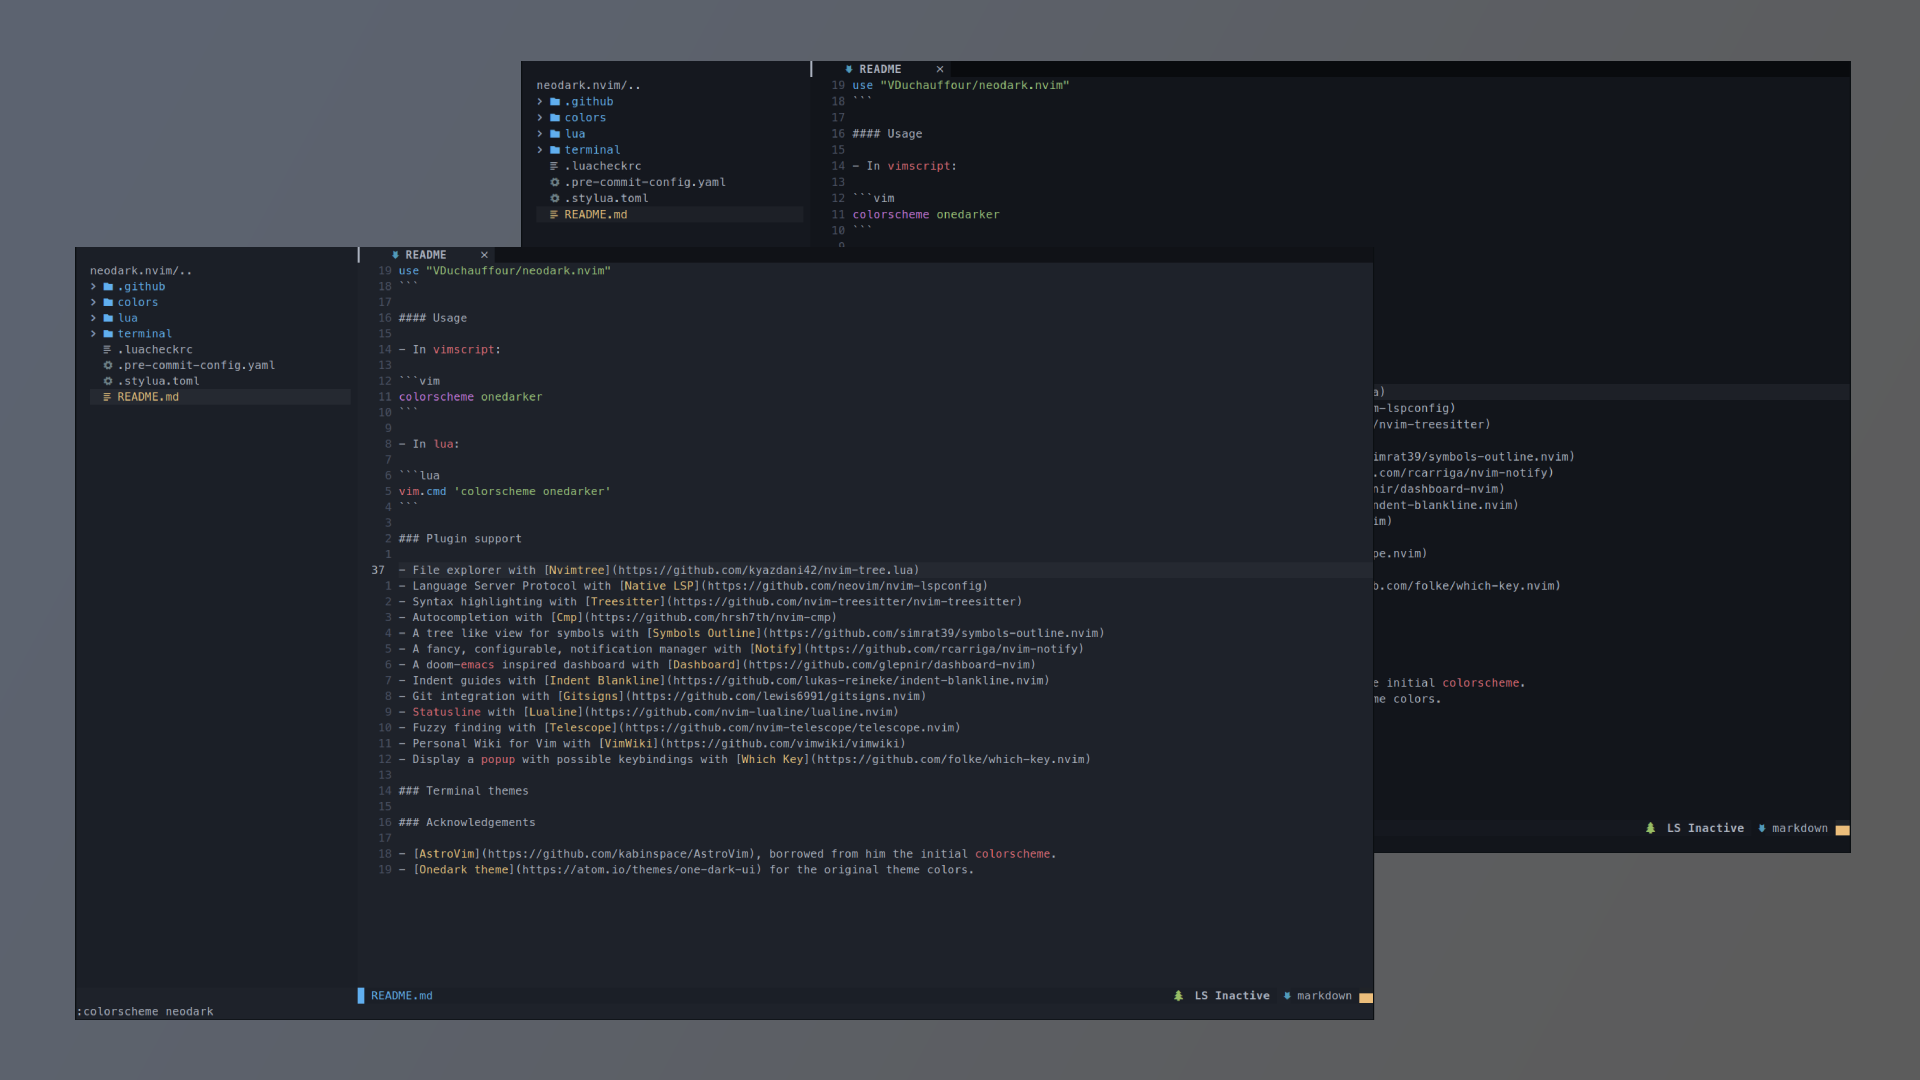 README ×
neodark.nvim/..
.github
colors
lua
terminal
.luacheckrc
.pre-commit-config.yaml
.stylua.toml
README.md
19 use "VDuchauffour/neodark.nvim"
18 ```
17
16 #### Usage
15
14 - In vimscript:
13
12 ```vim
11 colorscheme onedarker
10 ```
9
a)
m-lspconfig)
/nvim-treesitter)
imrat39/symbols-outline.nvim)
.com/rcarriga/nvim-notify)
nir/dashboard-nvim)
ndent-blankline.nvim)
im)
pe.nvim)
b.com/folke/which-key.nvim)
e initial colorscheme.
me colors.
LS Inactive markdown
README ×
neodark.nvim/..
.github
colors
lua
terminal
.luacheckrc
.pre-commit-config.yaml
.stylua.toml
README.md
19 use "VDuchauffour/neodark.nvim"
18 ```
17
16 #### Usage
15
14 - In vimscript:
13
12 ```vim
11 colorscheme onedarker
10 ```
9
8 - In lua:
7
6 ```lua
5 vim.cmd 'colorscheme onedarker'
4 ```
3
2 ### Plugin support
1
37 - File explorer with [Nvimtree](https://github.com/kyazdani42/nvim-tree.lua)
1 - Language Server Protocol with [Native LSP](https://github.com/neovim/nvim-lspconfig)
2 - Syntax highlighting with [Treesitter](https://github.com/nvim-treesitter/nvim-treesitter)
3 - Autocompletion with [Cmp](https://github.com/hrsh7th/nvim-cmp)
4 - A tree like view for symbols with [Symbols Outline](https://github.com/simrat39/symbols-outline.nvim)
5 - A fancy, configurable, notification manager with [Notify](https://github.com/rcarriga/nvim-notify)
6 - A doom-emacs inspired dashboard with [Dashboard](https://github.com/glepnir/dashboard-nvim)
7 - Indent guides with [Indent Blankline](https://github.com/lukas-reineke/indent-blankline.nvim)
8 - Git integration with [Gitsigns](https://github.com/lewis6991/gitsigns.nvim)
9 - Statusline with [Lualine](https://github.com/nvim-lualine/lualine.nvim)
10 - Fuzzy finding with [Telescope](https://github.com/nvim-telescope/telescope.nvim)
11 - Personal Wiki for Vim with [VimWiki](https://github.com/vimwiki/vimwiki)
12 - Display a popup with possible keybindings with [Which Key](https://github.com/folke/which-key.nvim)
13
14 ### Terminal themes
15
16 ### Acknowledgements
17
18 - [AstroVim](https://github.com/kabinspace/AstroVim), borrowed from him the initial colorscheme.
19 - [Onedark theme](https://atom.io/themes/one-dark-ui) for the original theme colors.
README.md LS Inactive markdown
:colorscheme neodark